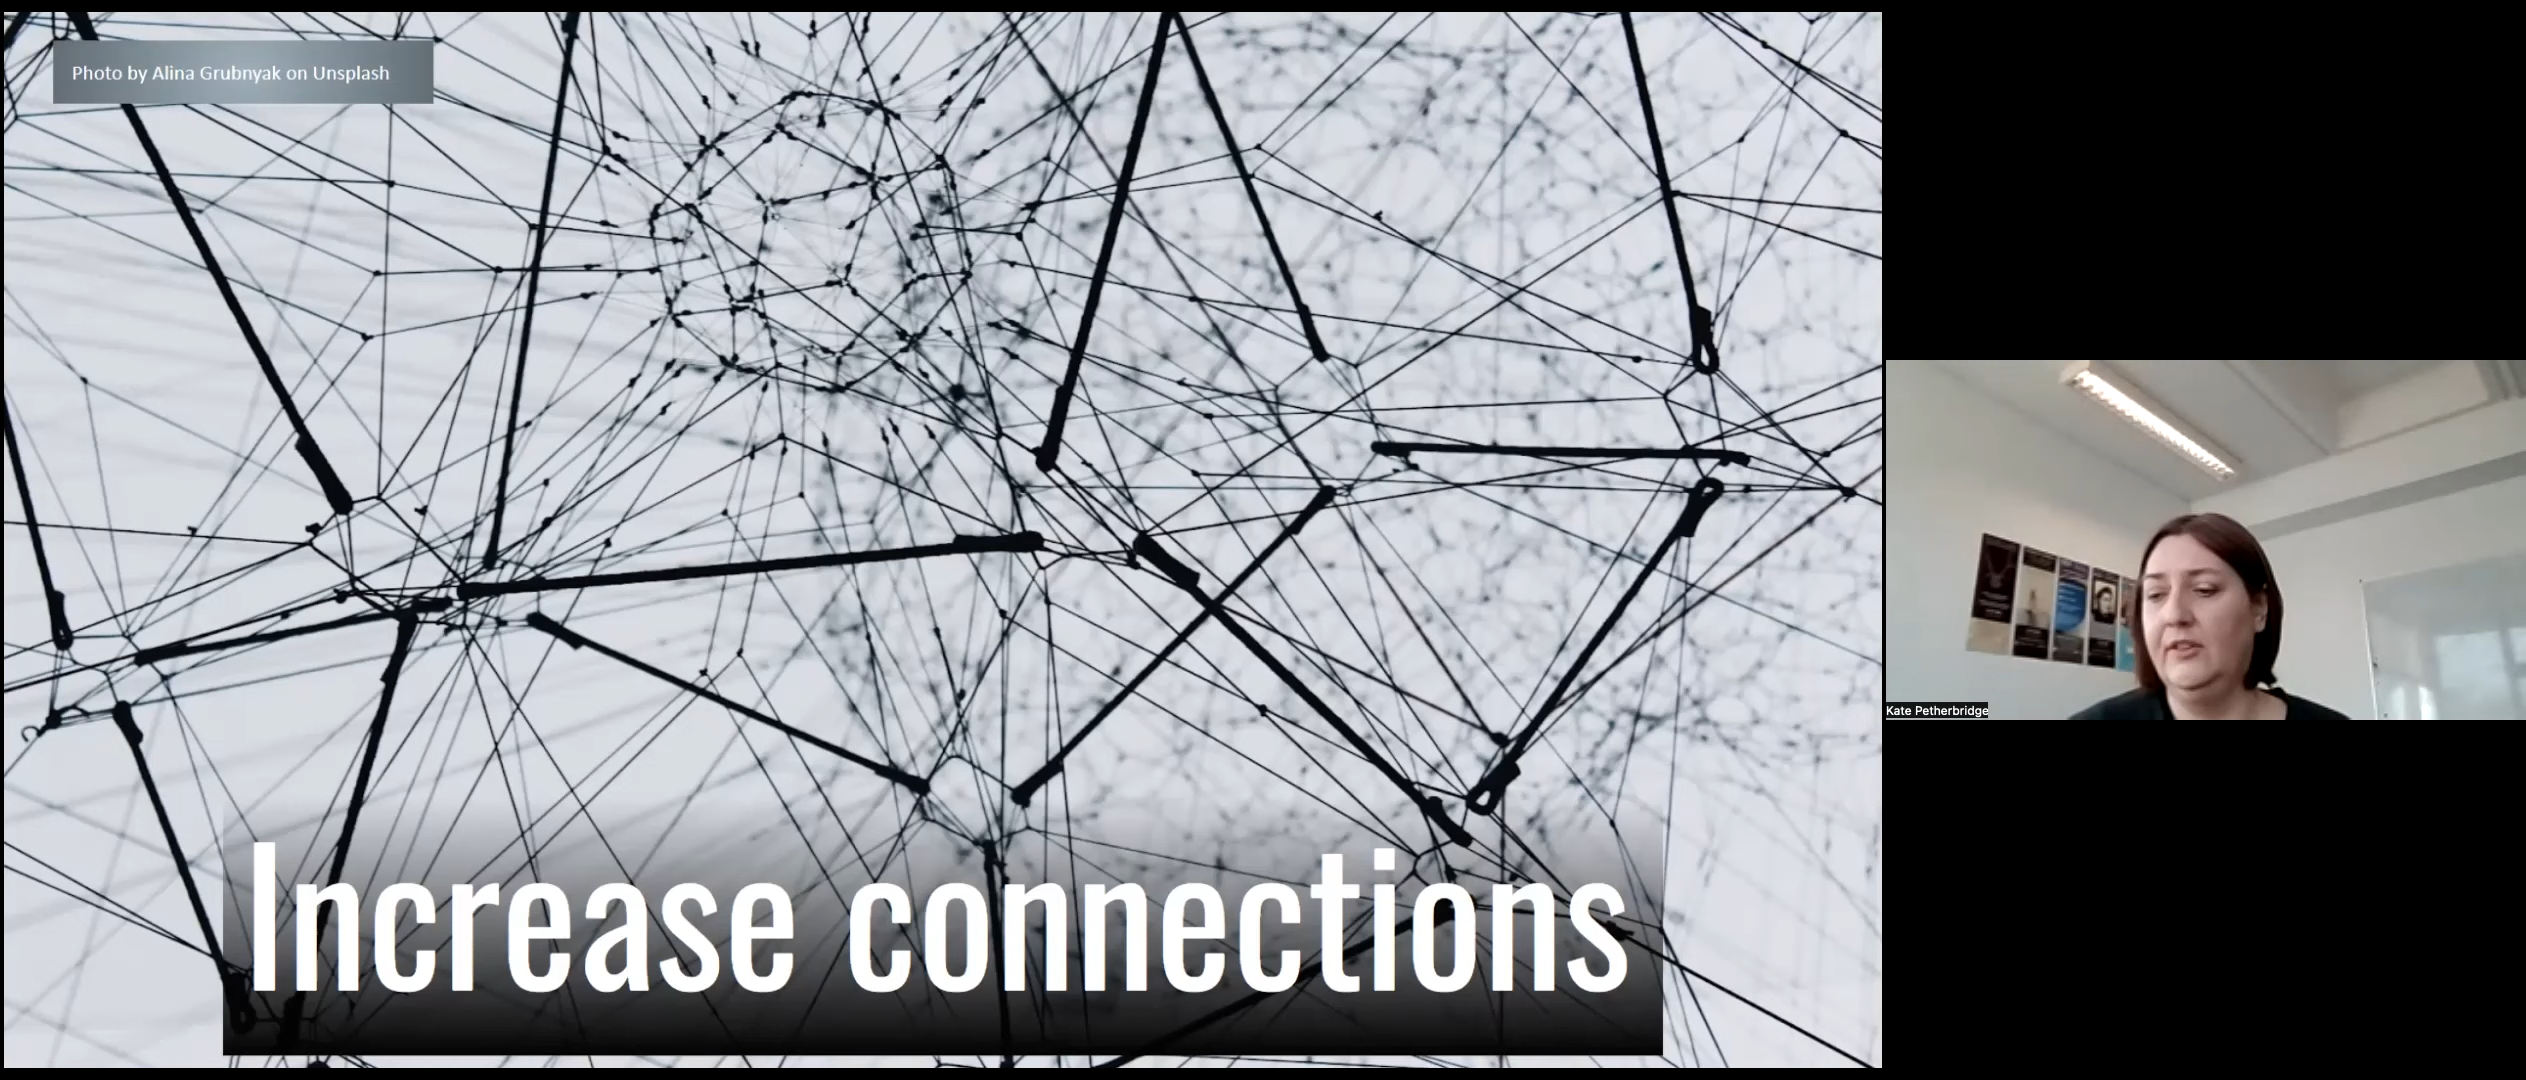 Photo by Alina Grubnyak on Unsplash
Increase connections
Kate Petherbridge